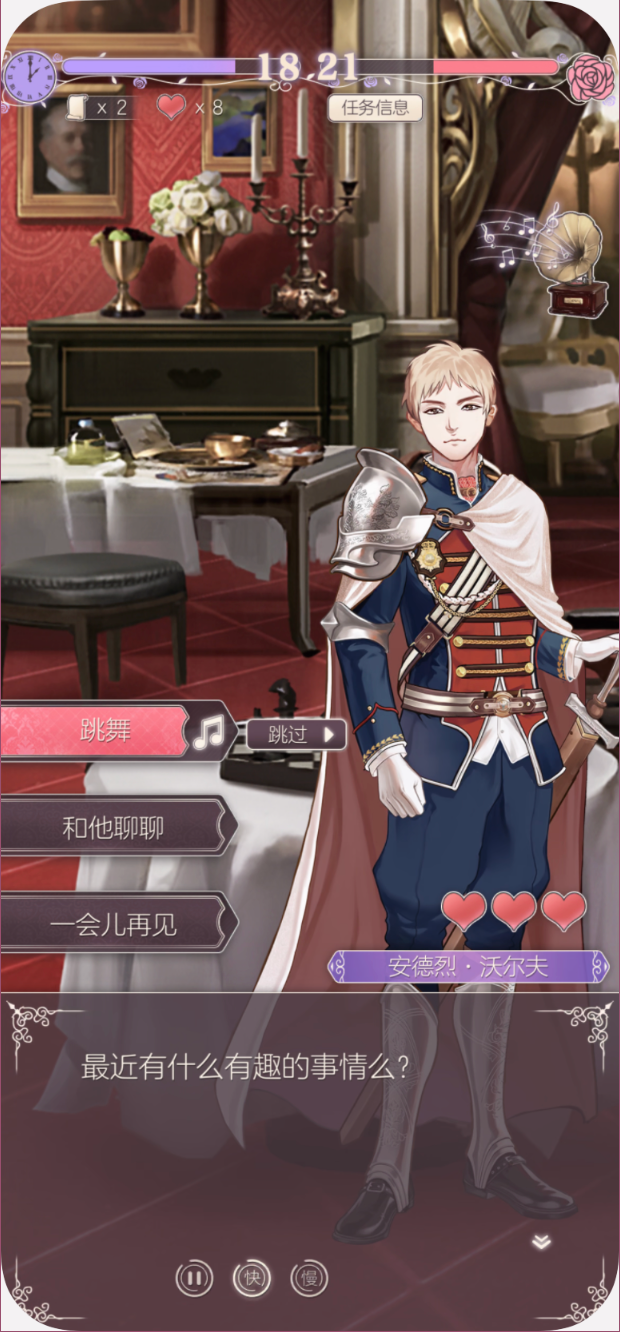 18.21
x 2
x 8
任务信息
跳舞
跳过
和他聊聊
一会儿再见
安德烈·沃尔夫
最近有什么有趣的事情么?
快
慢